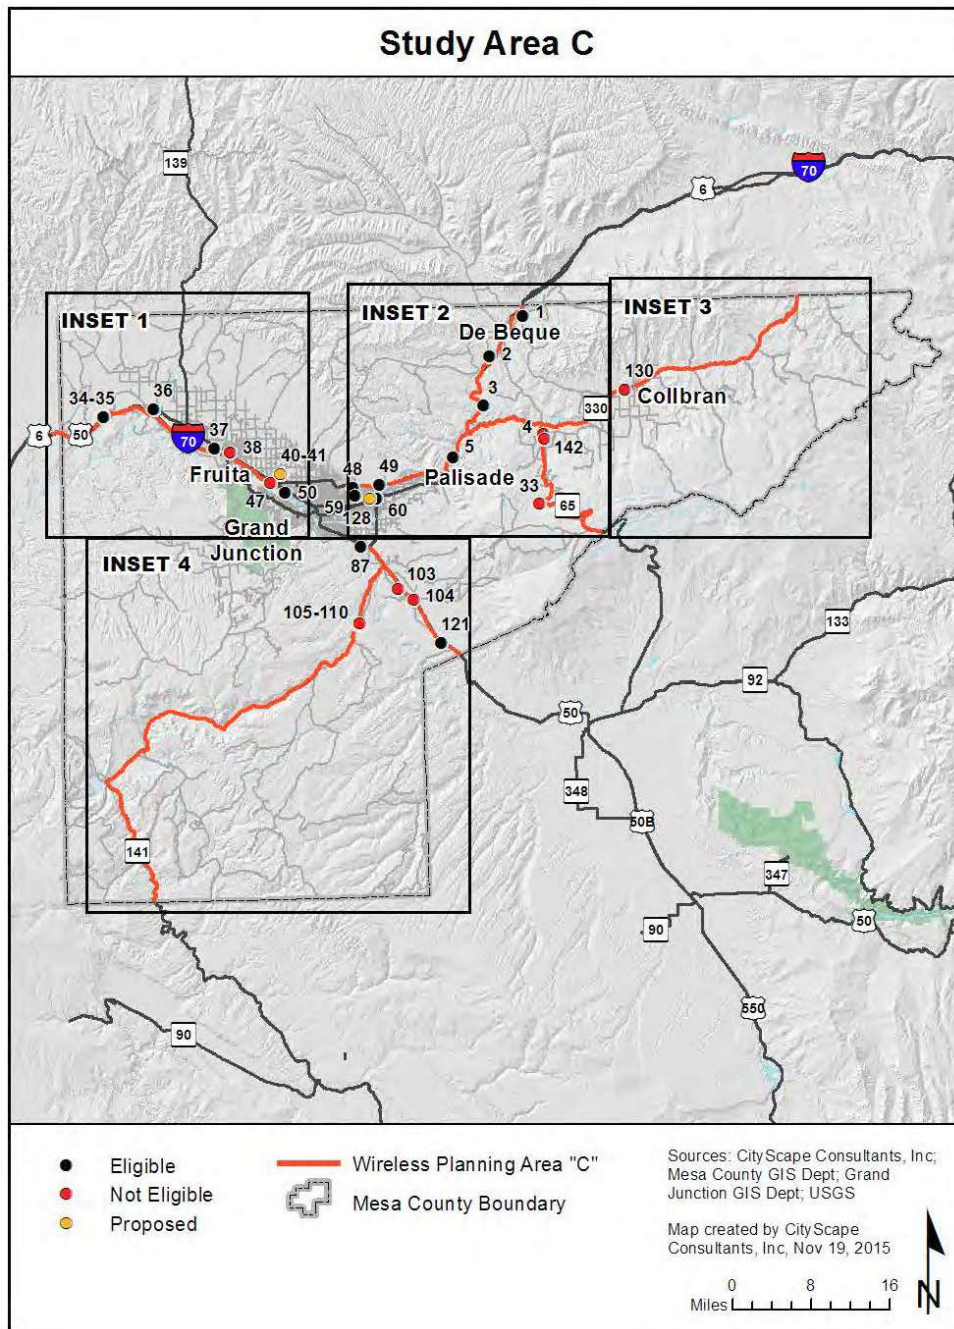 Study Area C
139
70
6
INSET 1
INSET 2
INSET 3
1
De Beque
2
130
36
3
Collbran
34-35
330
6
50
70
37
38
40-41
4
142
5
48
49
Palisade
Fruita
47
50
33
65
59
128
60
Grand
Junction
INSET 4
87
103
104
105-110
121
133
92
50
348
50B
141
347
50
90
550
90
Eligible
Not Eligible
Proposed
Wireless Planning Area "C"
Mesa County Boundary
Sources: CityScape Consultants, Inc;
Mesa County GIS Dept; Grand
Junction GIS Dept; USGS
Map created by CityScape
Consultants, Inc, Nov 19, 2015
0 8 16
Miles
N